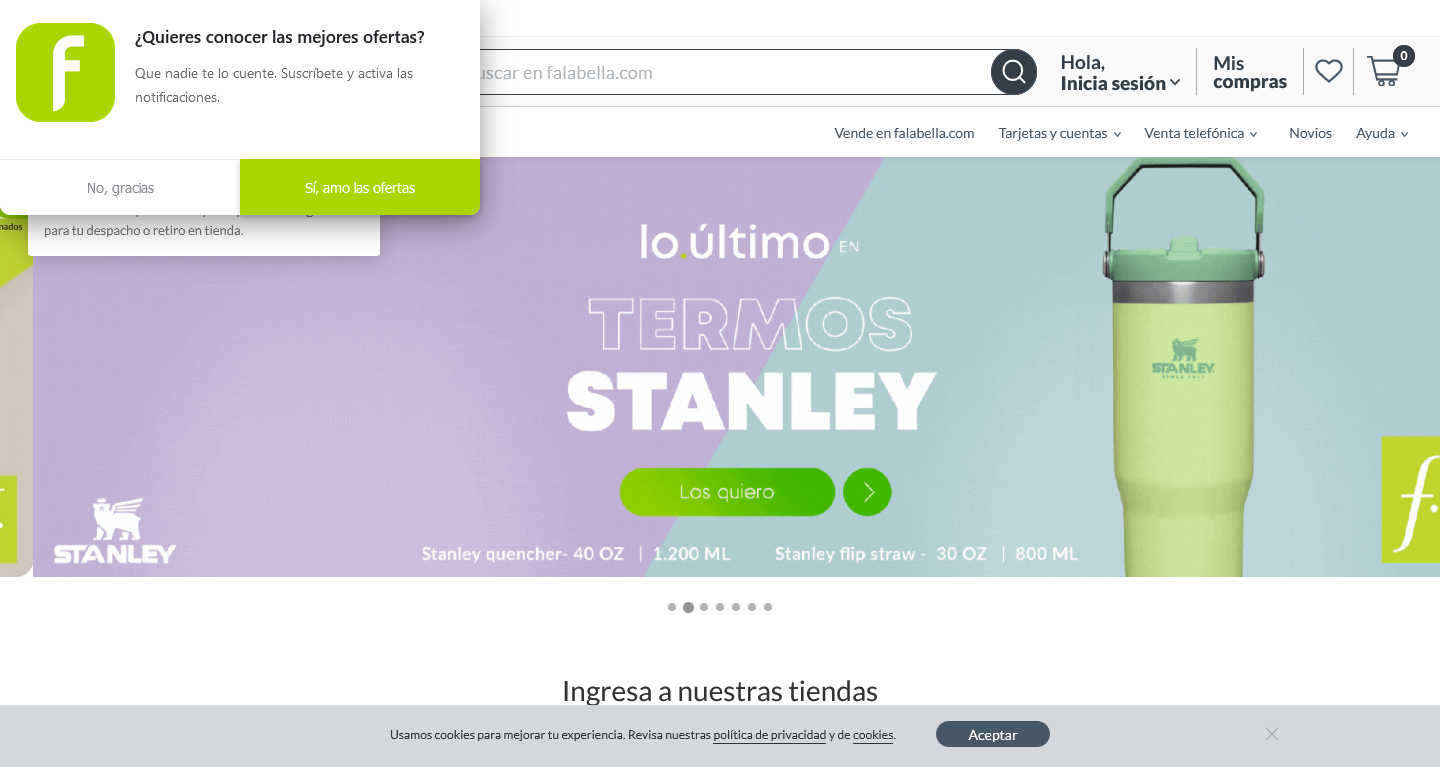 ¿Quieres conocer las mejores ofertas?
Que nadie te lo cuente. Suscríbete y activa las
notificaciones.
No, gracias
Sí, amo las ofertas
para tu despacho o retiro en tienda.
uscar en falabella.com
Hola,
Inicia sesión
Mis
compras
0
Vende en falabella.com
Tarjetas y cuentas
Venta telefónica
Novios
Ayuda
nados
lo.último EN
TERMOS
STANLEY
Los quiero
STANLEY
STANLEY
Stanley quencher- 40 OZ | 1.200 ML
Stanley flip straw - 30 OZ | 800 ML
f.
Ingresa a nuestras tiendas
Usamos cookies para mejorar tu experiencia. Revisa nuestras política de privacidad y de cookies.
Aceptar